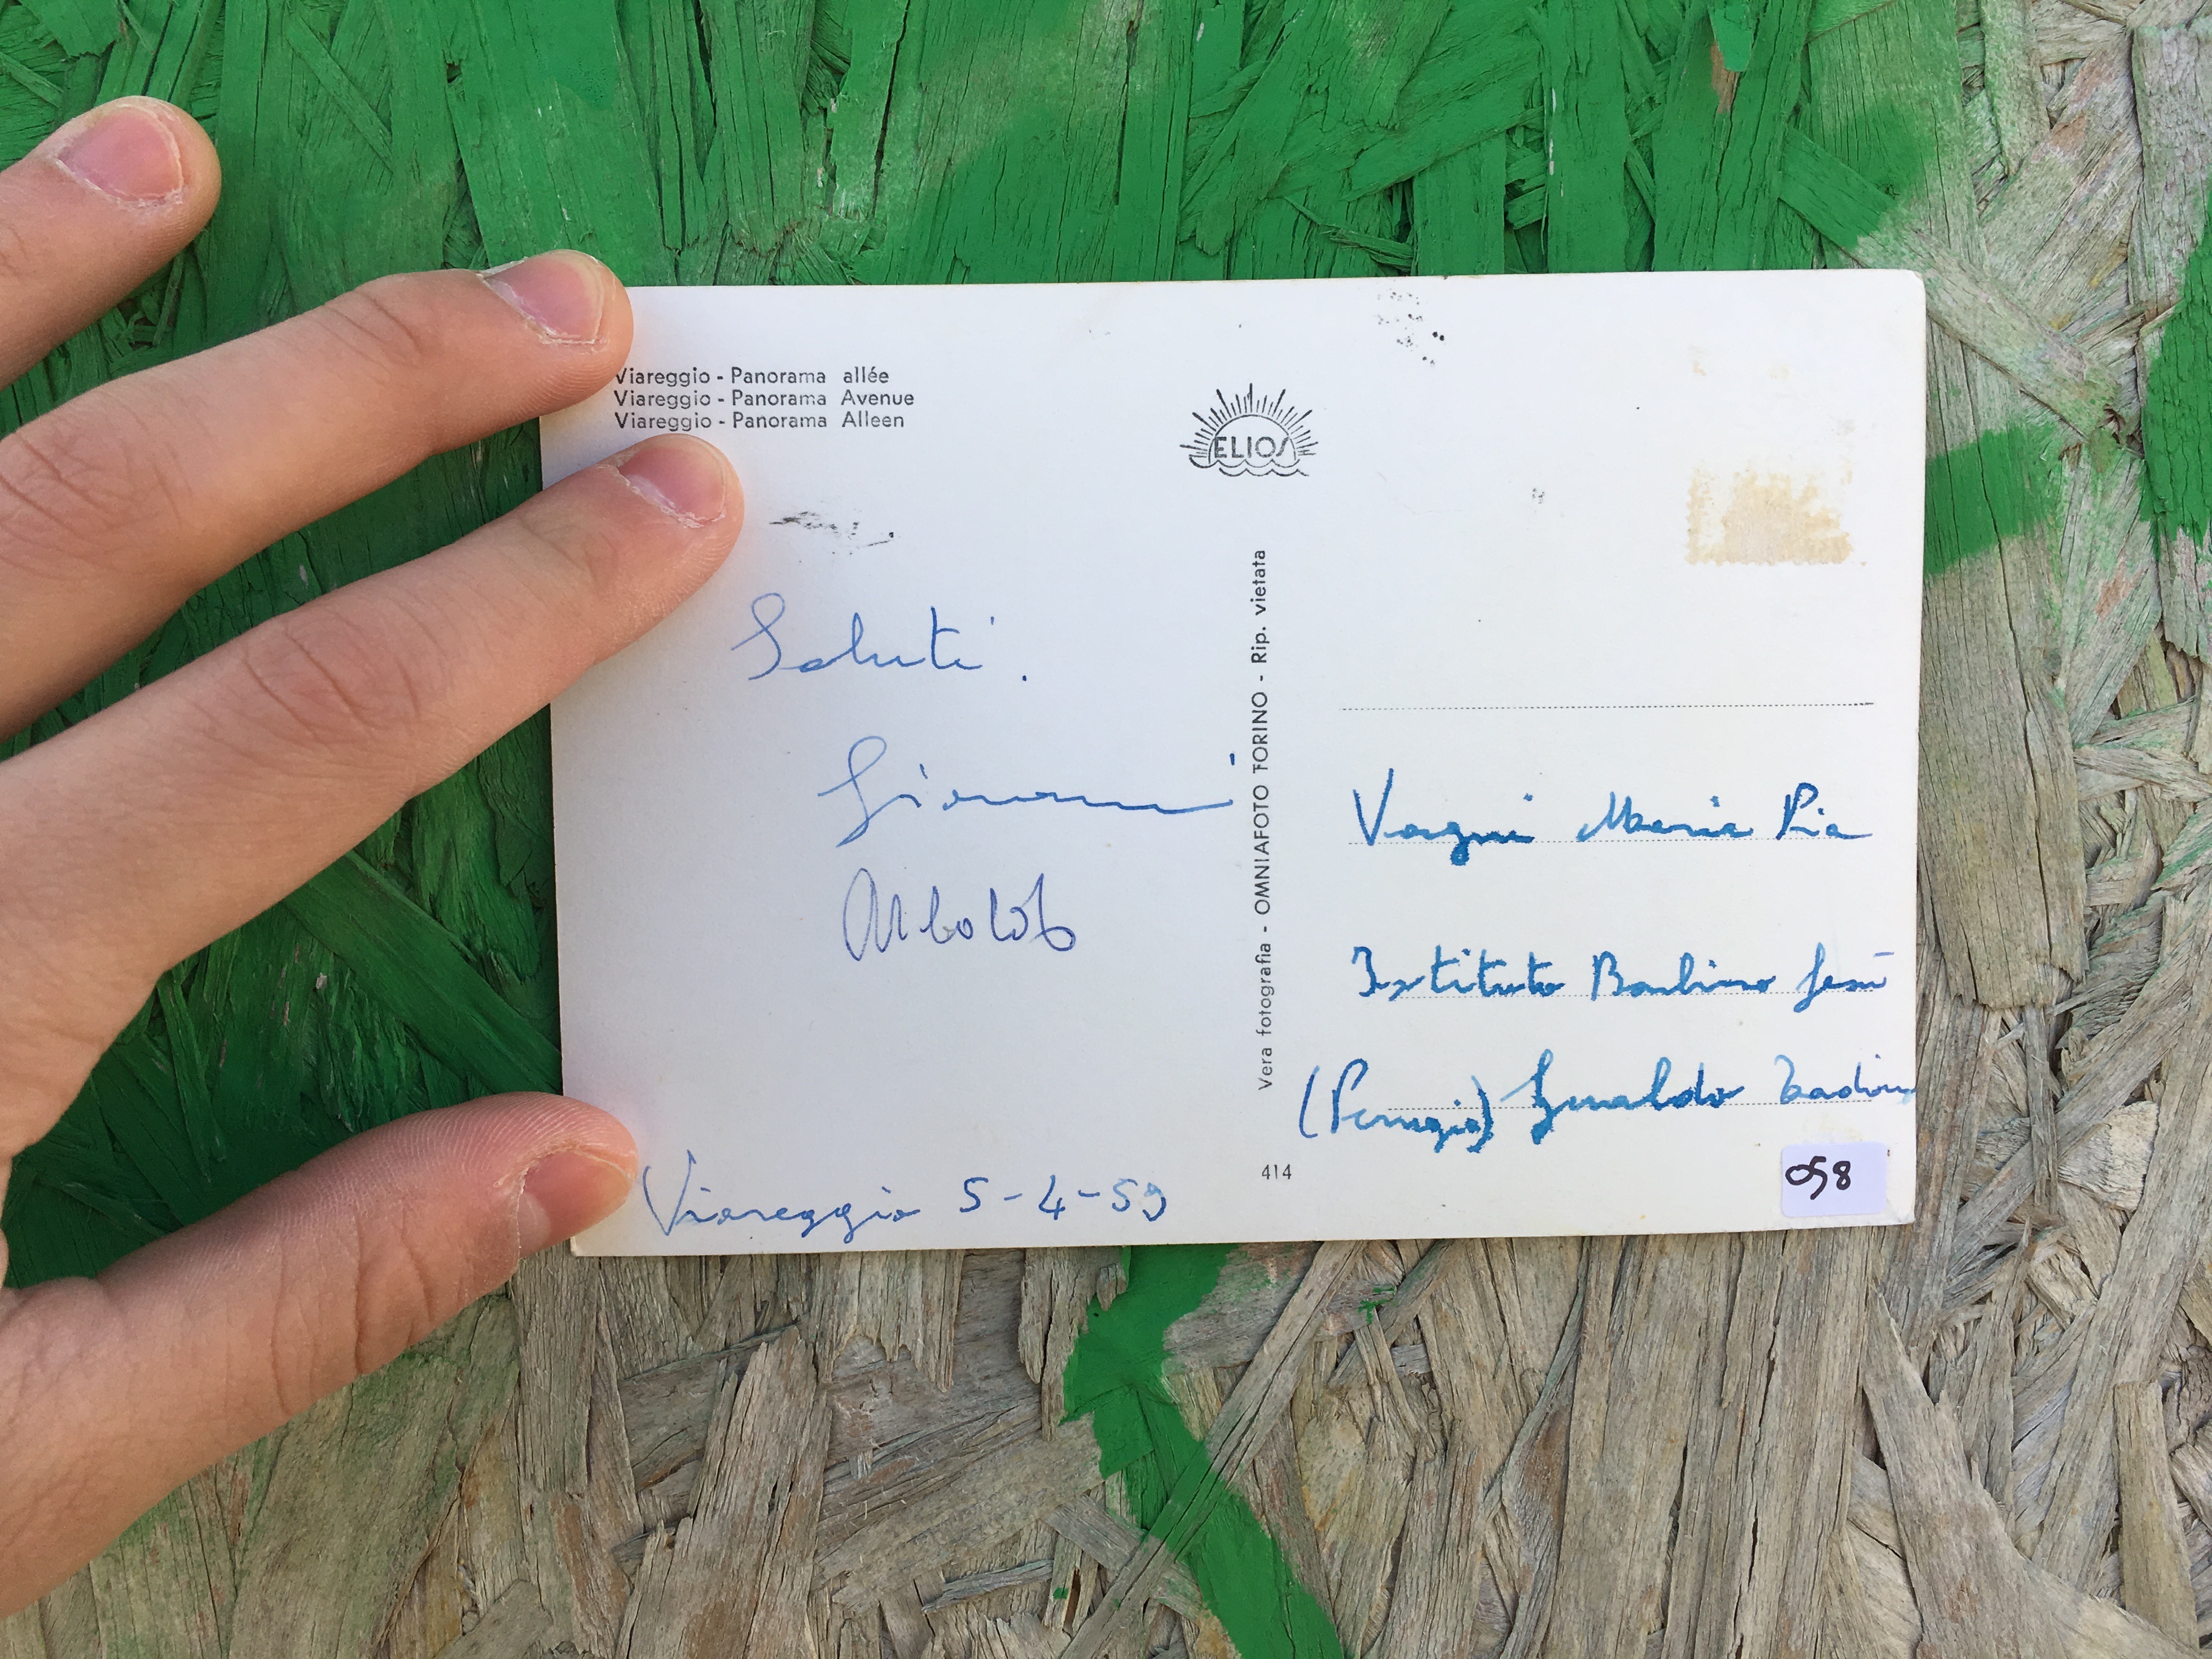 Viareggio - Panorama allée
Viareggio - Panorama Avenue
Viareggio - Panorama Alleen
ELIOS
Saluti.
Giovanni
Viareggio 5-4-59
Vera fotografia - OMNIAFOTO TORINO - Rip. vietata
414
Vagni Maria Pia
Istituto Bambino Gesù
(Perugia) Gualdo Tadino
058